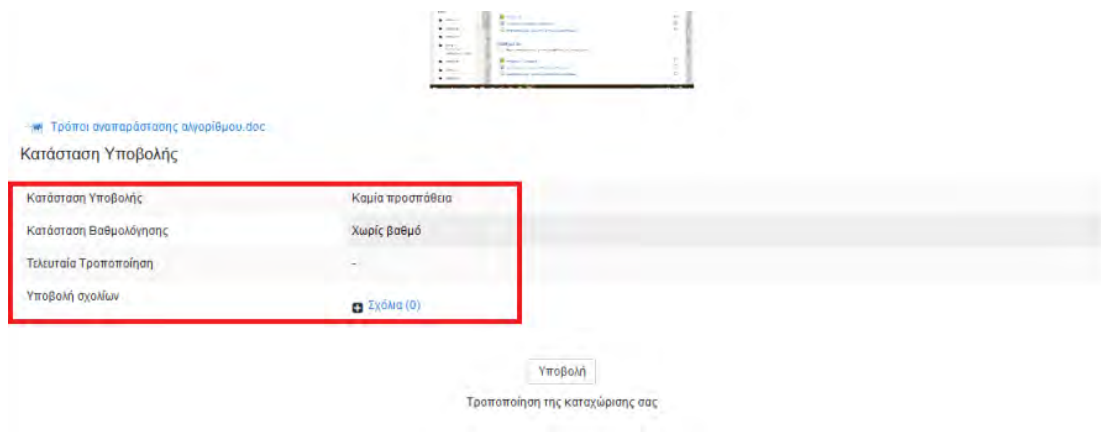 Τρόποι αναπαράστασης αλγορίθμου.doc
Κατάσταση Υποβολής
Κατάσταση Υποβολής Καμία προσπάθεια
Κατάσταση Βαθμολόγησης Χωρίς βαθμό
Τελευταία Τροποποίηση -
Υποβολή σχολίων Σχόλια (0)
Υποβολή
Τροποποίηση της καταχώρισης σας